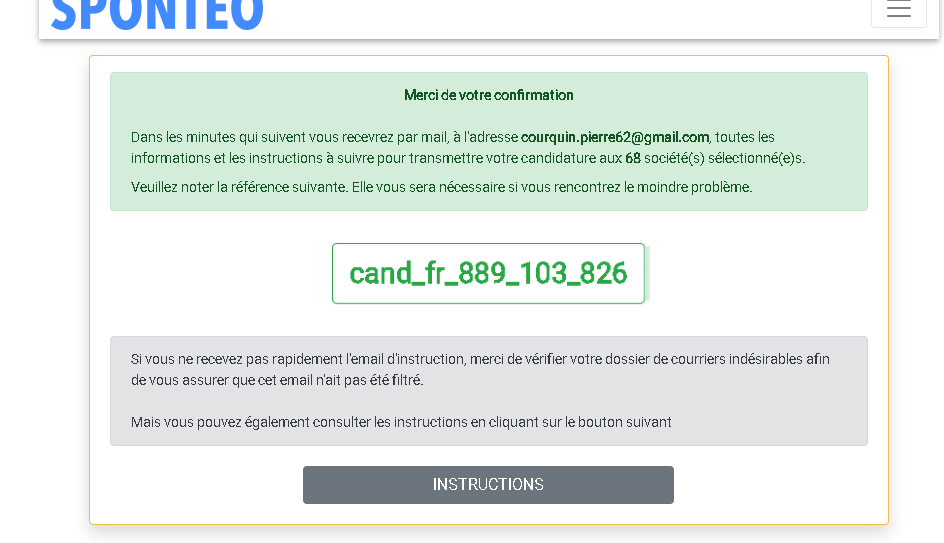 SPONTEO
Merci de votre confirmation
Dans les minutes qui suivent vous recevrez par mail, à l'adresse courquin.pierre62@gmail.com, toutes les
informations et les instructions à suivre pour transmettre votre candidature aux 68 société(s) sélectionné(e)s.
Veuillez noter la référence suivante. Elle vous sera nécessaire si vous rencontrez le moindre problème.
cand_fr_889_103_826
Si vous ne recevez pas rapidement l'email d'instruction, merci de vérifier votre dossier de courriers indésirables afin
de vous assurer que cet email n'ait pas été filtré.
Mais vous pouvez également consulter les instructions en cliquant sur le bouton suivant
INSTRUCTIONS